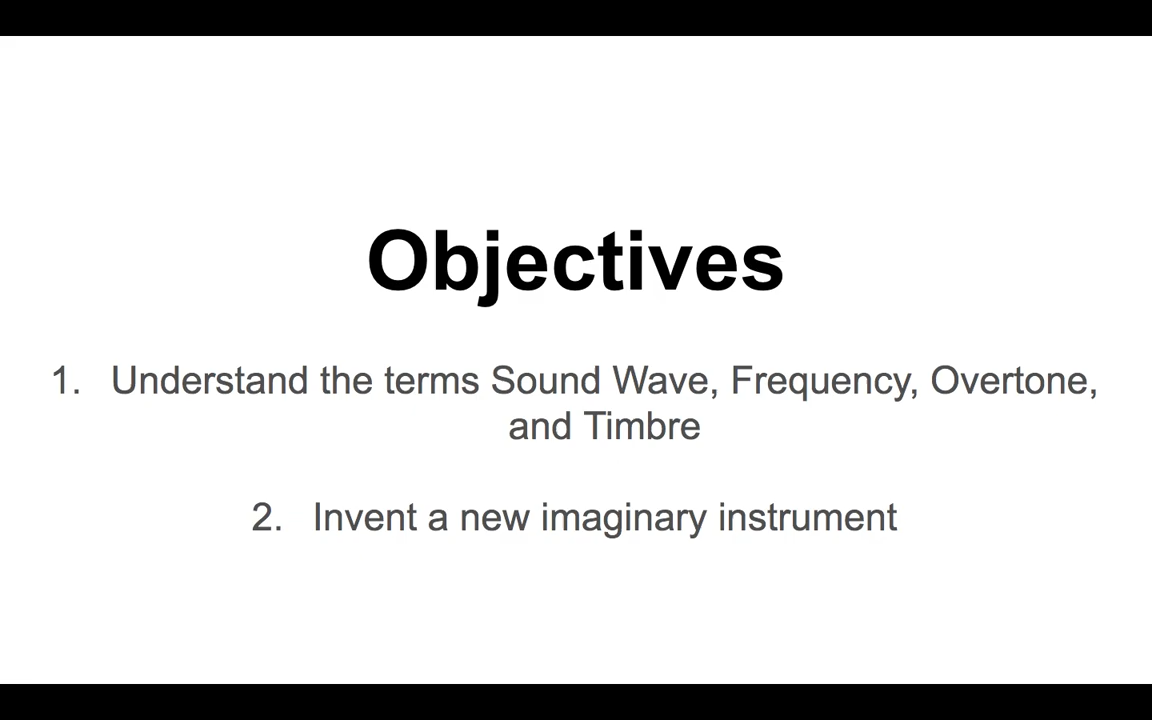 Objectives
1. Understand the terms Sound Wave, Frequency, Overtone,
and Timbre
2. Invent a new imaginary instrument